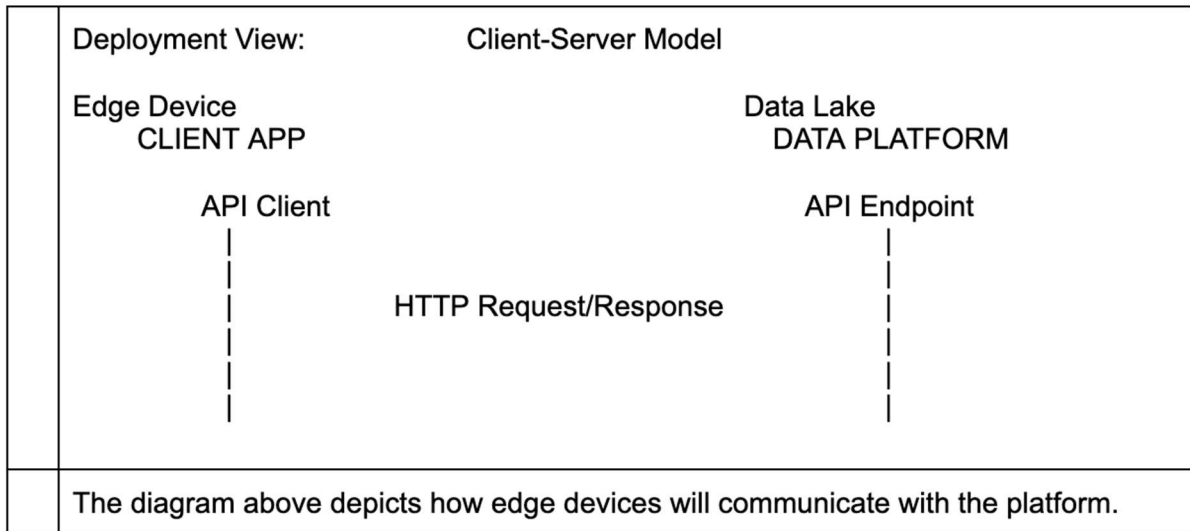 Deployment View: Client-Server Model
Edge Device Data Lake
CLIENT APP DATA PLATFORM
API Client API Endpoint
| |
| |
| HTTP Request/Response |
| |
| |
| |
The diagram above depicts how edge devices will communicate with the platform.